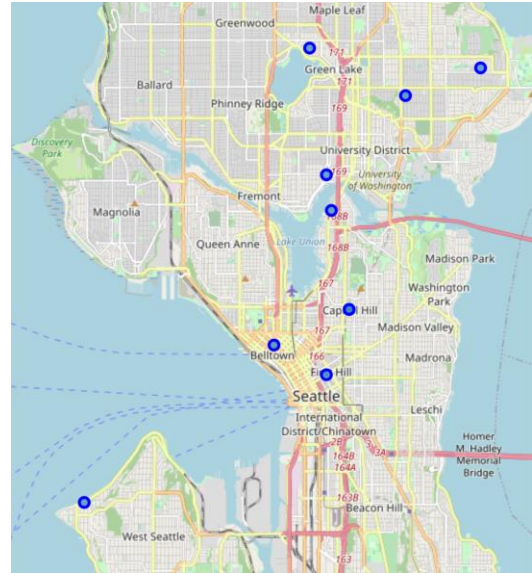 Maple Leaf
Greenwood
171
Green Lake
171
Ballard
Phinney Ridge
169
Discovery
Park
University District
169
University
of Washington
Fremont
Magnolia
168B
Lake Union
Queen Anne
168B
Madison Park
167
Washington
Park
Capitol Hill
167
Madison Valley
Belltown
166
Madrona
First Hill
Seattle
Leschi
International
District/Chinatown
2B
3A
164B
164A
Homer
M. Hadley
Memorial
Bridge
163B
Beacon Hill
West Seattle
163